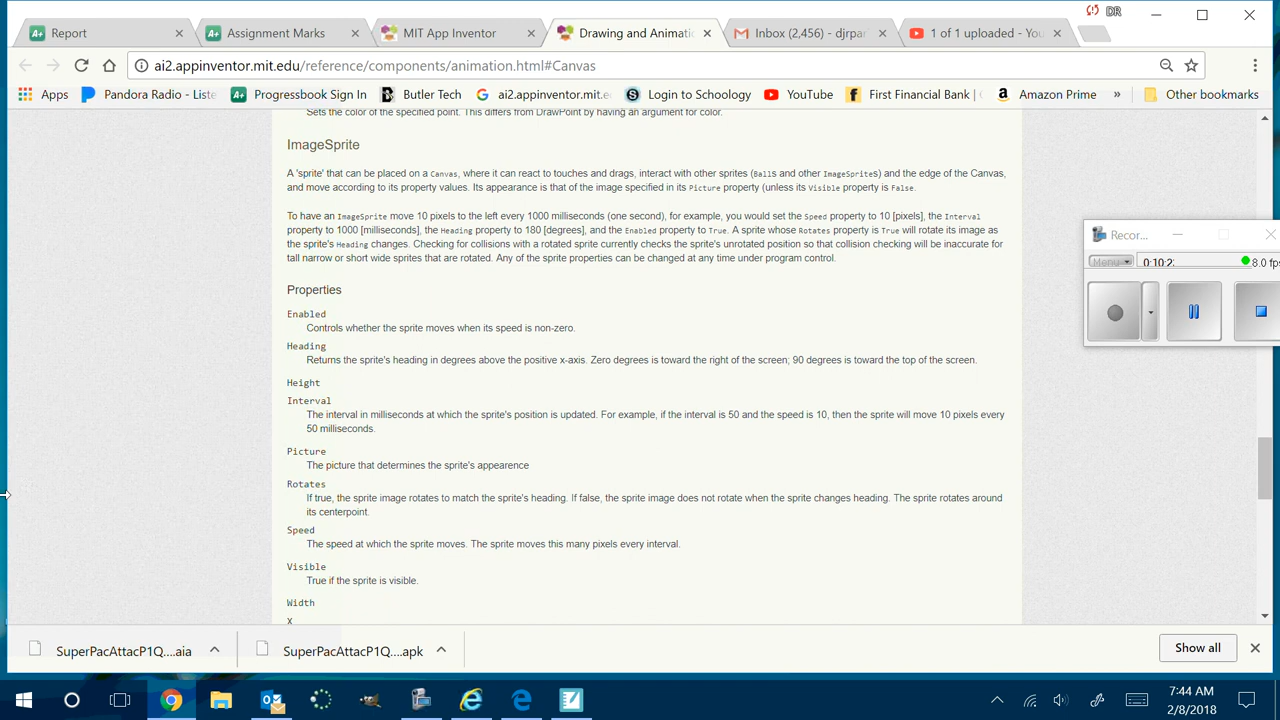 DR
Report
Assignment Marks
MIT App Inventor
Drawing and Animatic
Inbox (2,456) - djrpar
1 of 1 uploaded - You
ai2.appinventor.mit.edu/reference/components/animation.html#Canvas
Apps
Pandora Radio - Liste
Progressbook Sign In
Butler Tech
ai2.appinventor.mit.e
Login to Schoology
YouTube
First Financial Bank |
Amazon Prime
»
Other bookmarks
Sets the color of the specified point. This differs from DrawPoint by having an argument for color.
ImageSprite
A 'sprite' that can be placed on a Canvas, where it can react to touches and drags, interact with other sprites (Balls and other ImageSprites) and the edge of the Canvas,
and move according to its property values. Its appearance is that of the image specified in its Picture property (unless its Visible property is False.
To have an ImageSprite move 10 pixels to the left every 1000 milliseconds (one second), for example, you would set the Speed property to 10 [pixels], the Interval
property to 1000 [milliseconds], the Heading property to 180 [degrees], and the Enabled property to True. A sprite whose Rotates property is True will rotate its image as
the sprite's Heading changes. Checking for collisions with a rotated sprite currently checks the sprite's unrotated position so that collision checking will be inaccurate for
tall narrow or short wide sprites that are rotated. Any of the sprite properties can be changed at any time under program control.
Properties
Enabled
Controls whether the sprite moves when its speed is non-zero.
Heading
Returns the sprite's heading in degrees above the positive x-axis. Zero degrees is toward the right of the screen; 90 degrees is toward the top of the screen.
Height
Interval
The interval in milliseconds at which the sprite's position is updated. For example, if the interval is 50 and the speed is 10, then the sprite will move 10 pixels every
50 milliseconds.
Picture
The picture that determines the sprite's appearence
Rotates
If true, the sprite image rotates to match the sprite's heading. If false, the sprite image does not rotate when the sprite changes heading. The sprite rotates around
its centerpoint.
Speed
The speed at which the sprite moves. The sprite moves this many pixels every interval.
Visible
True if the sprite is visible.
Width
X
Recor...
Menu
0:10:2
8.0 fps
SuperPacAttacP1Q....aia
SuperPacAttacP1Q....apk
Show all
7:44 AM
2/8/2018